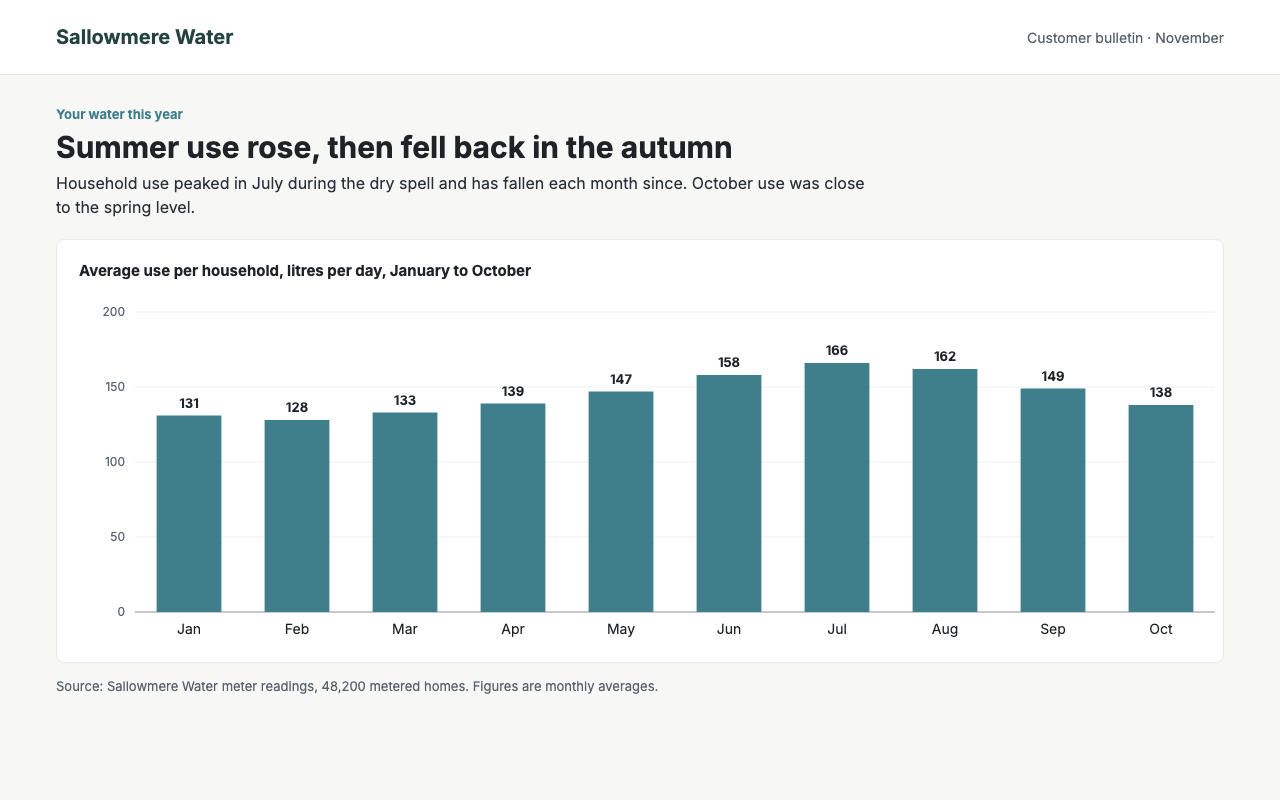 Sallowmere Water
Customer bulletin · November
Your water this year
Summer use rose, then fell back in the autumn
Household use peaked in July during the dry spell and has fallen each month since. October use was close
to the spring level.
Average use per household, litres per day, January to October
200
150
100
50
0
131
128
133
139
147
158
166
162
149
138
Jan
Feb
Mar
Apr
May
Jun
Jul
Aug
Sep
Oct
Source: Sallowmere Water meter readings, 48,200 metered homes. Figures are monthly averages.